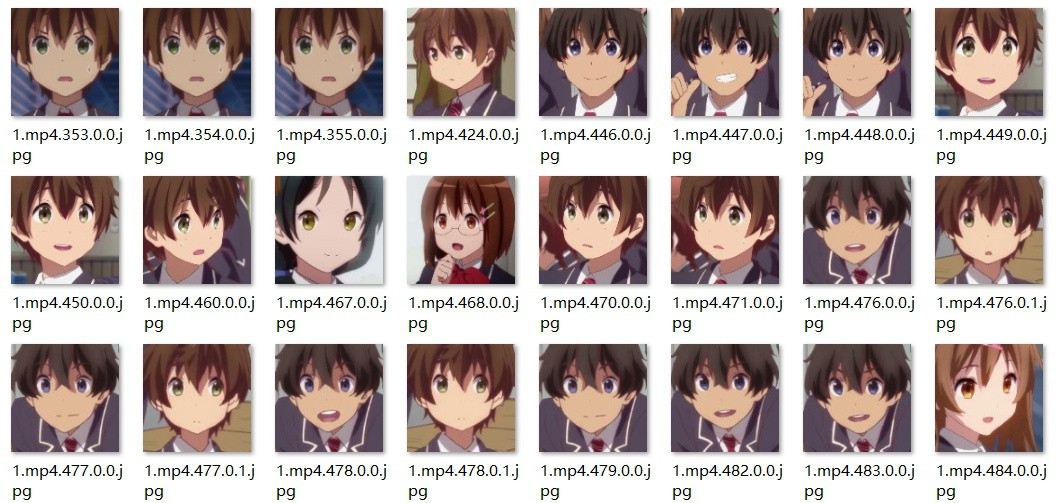 1.mp4.353.0.0.j
pg
1.mp4.354.0.0.j
pg
1.mp4.355.0.0.j
pg
1.mp4.424.0.0.j
pg
1.mp4.446.0.0.j
pg
1.mp4.447.0.0.j
pg
1.mp4.448.0.0.j
pg
1.mp4.449.0.0.j
pg
1.mp4.450.0.0.j
pg
1.mp4.460.0.0.j
pg
1.mp4.467.0.0.j
pg
1.mp4.468.0.0.j
pg
1.mp4.470.0.0.j
pg
1.mp4.471.0.0.j
pg
1.mp4.476.0.0.j
pg
1.mp4.476.0.1.j
pg
1.mp4.477.0.0.j
pg
1.mp4.477.0.1.j
pg
1.mp4.478.0.0.j
pg
1.mp4.478.0.1.j
pg
1.mp4.479.0.0.j
pg
1.mp4.482.0.0.j
pg
1.mp4.483.0.0.j
pg
1.mp4.484.0.0.j
pg